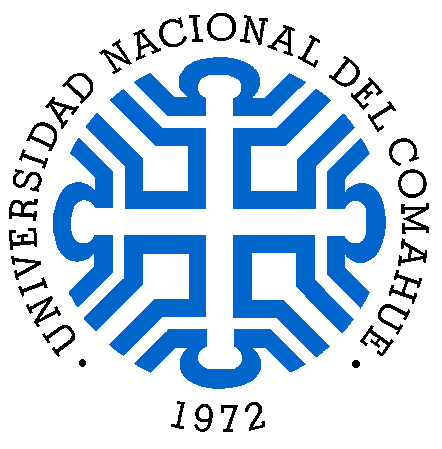 · UNIVERSIDAD NACIONAL DEL COMAHUE ·
1972